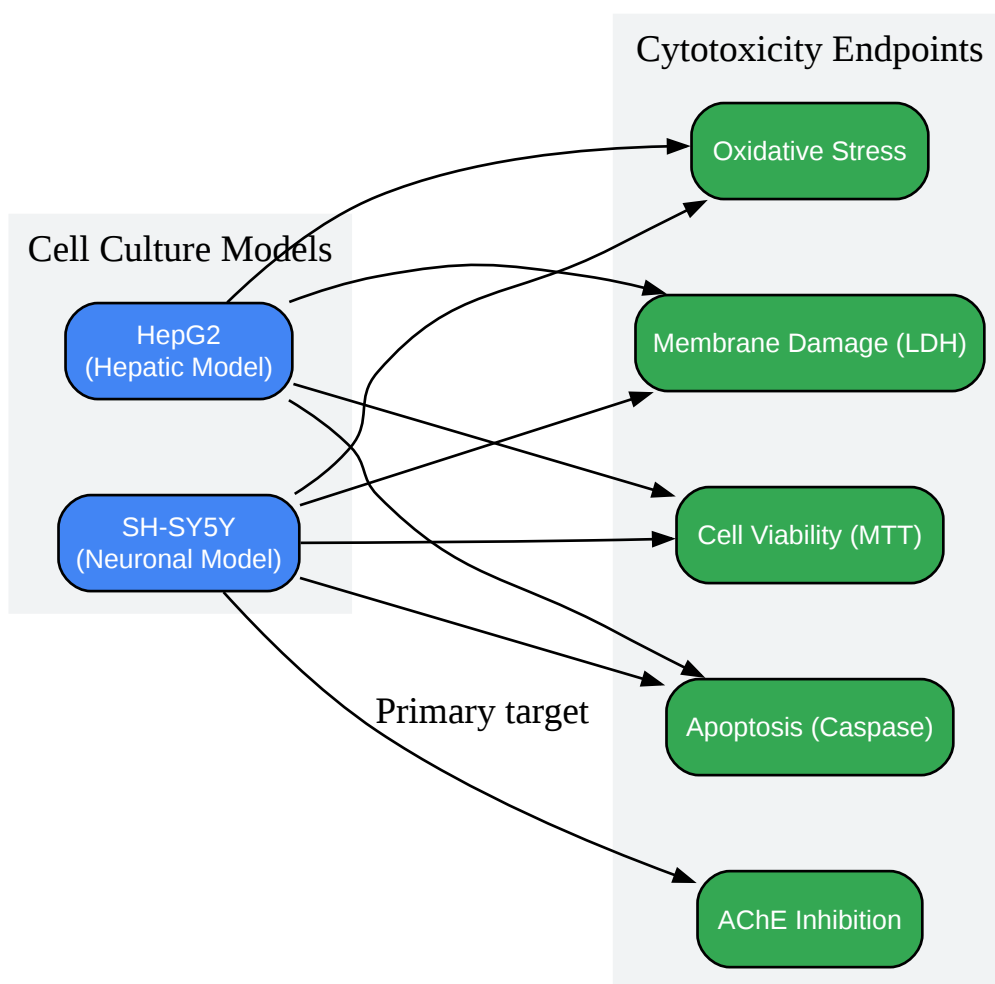 Cytotoxicity Endpoints
Oxidative Stress
Cell Culture Models
HepG2
(Hepatic Model)
Membrane Damage (LDH)
SH-SY5Y
(Neuronal Model)
Cell Viability (MTT)
Primary target
Apoptosis (Caspase)
AChE Inhibition